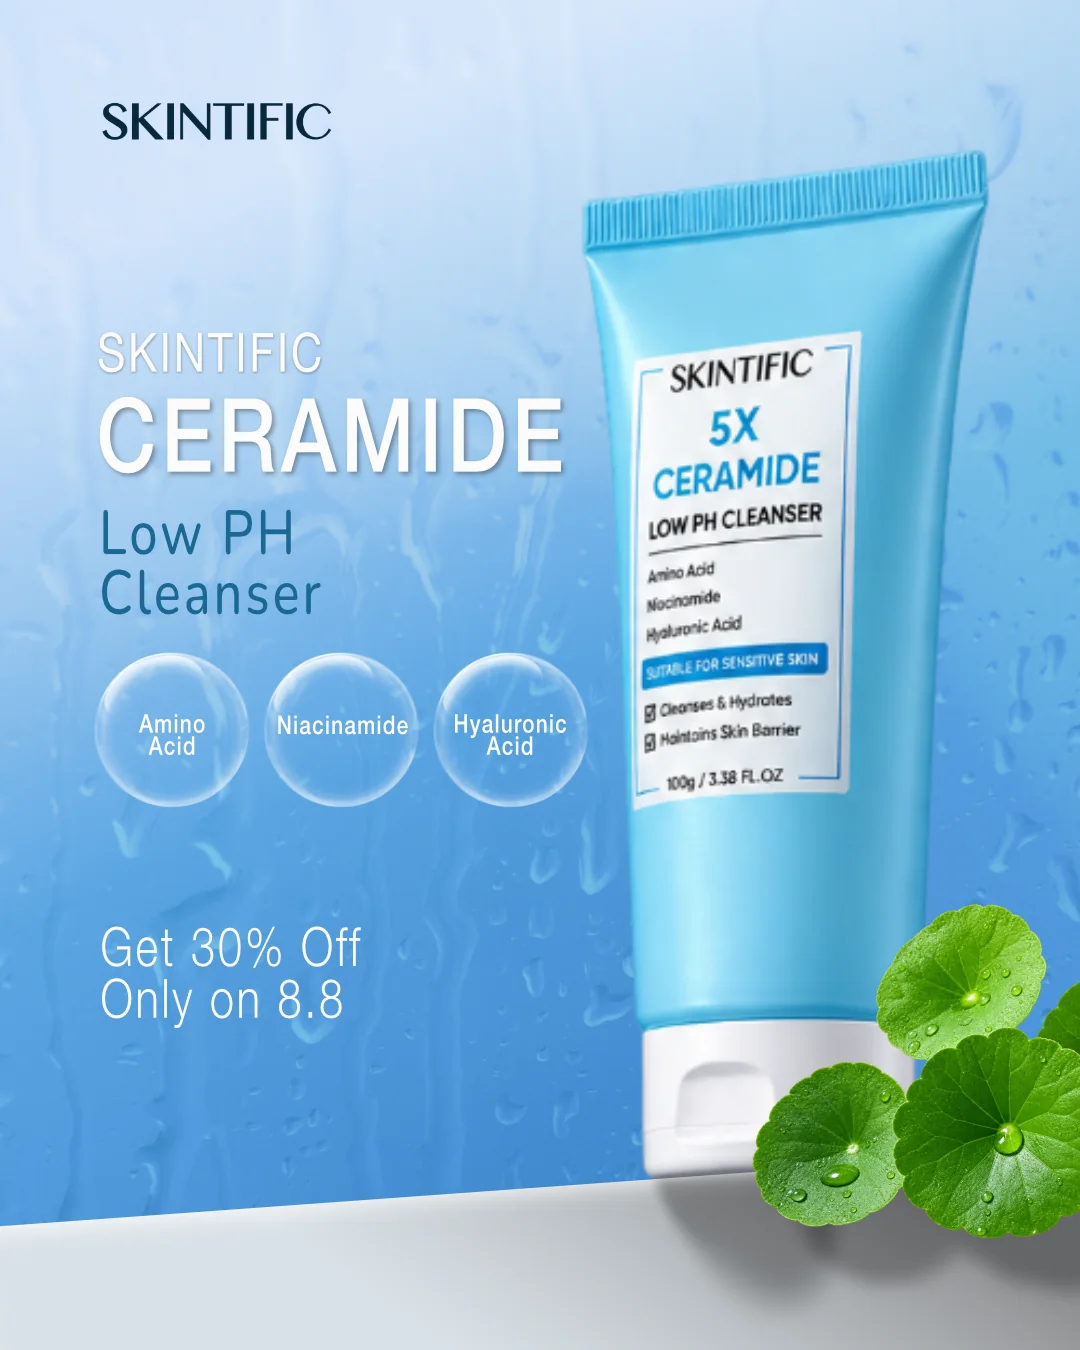 SKINTIFIC
SKINTIFIC
CERAMIDE
Low PH
Cleanser
Amino
Acid
Niacinamide
Hyaluronic
Acid
Get 30% Off
Only on 8.8
SKINTIFIC
5X
CERAMIDE
LOW PH CLEANSER
Amino Acid
Niacinamide
Hyaluronic Acid
SUITABLE FOR SENSITIVE SKIN
Cleanses & Hydrates
Maintains Skin Barrier
100g / 3.38 FL.OZ